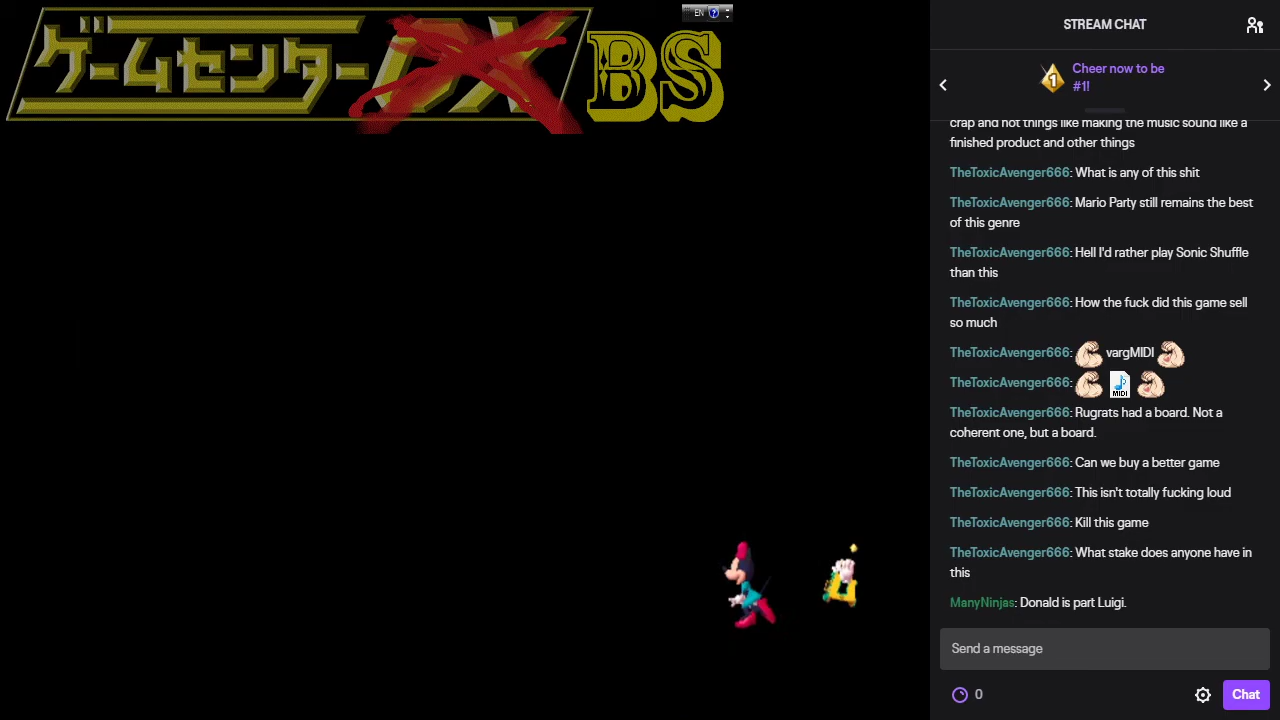 ゲームセンターDX BS
EN
STREAM CHAT
1
Cheer now to be
#1!
crap and not things like making the music sound like a
finished product and other things
TheToxicAvenger666: What is any of this shit
TheToxicAvenger666: Mario Party still remains the best
of this genre
TheToxicAvenger666: Hell I'd rather play Sonic Shuffle
than this
TheToxicAvenger666: How the fuck did this game sell
so much
TheToxicAvenger666: vargMIDI
TheToxicAvenger666: MIDI
TheToxicAvenger666: Rugrats had a board. Not a
coherent one, but a board.
TheToxicAvenger666: Can we buy a better game
TheToxicAvenger666: This isn't totally fucking loud
TheToxicAvenger666: Kill this game
TheToxicAvenger666: What stake does anyone have in
this
ManyNinjas: Donald is part Luigi.
Send a message
0
Chat